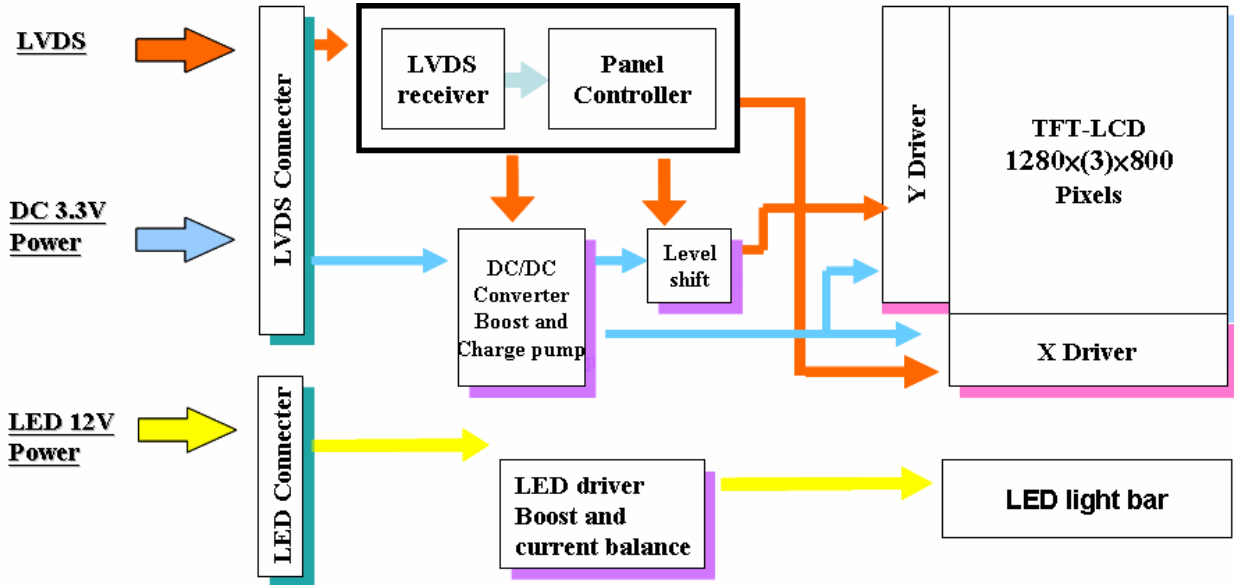 LVDS
LVDS Connecter
LVDS
receiver
Panel
Controller
Y Driver
TFT-LCD
1280×(3)×800
Pixels
DC 3.3V
Power
DC/DC
Converter
Boost and
Charge pump
Level
shift
X Driver
LED 12V
Power
LED Connecter
LED driver
Boost and
current balance
LED light bar